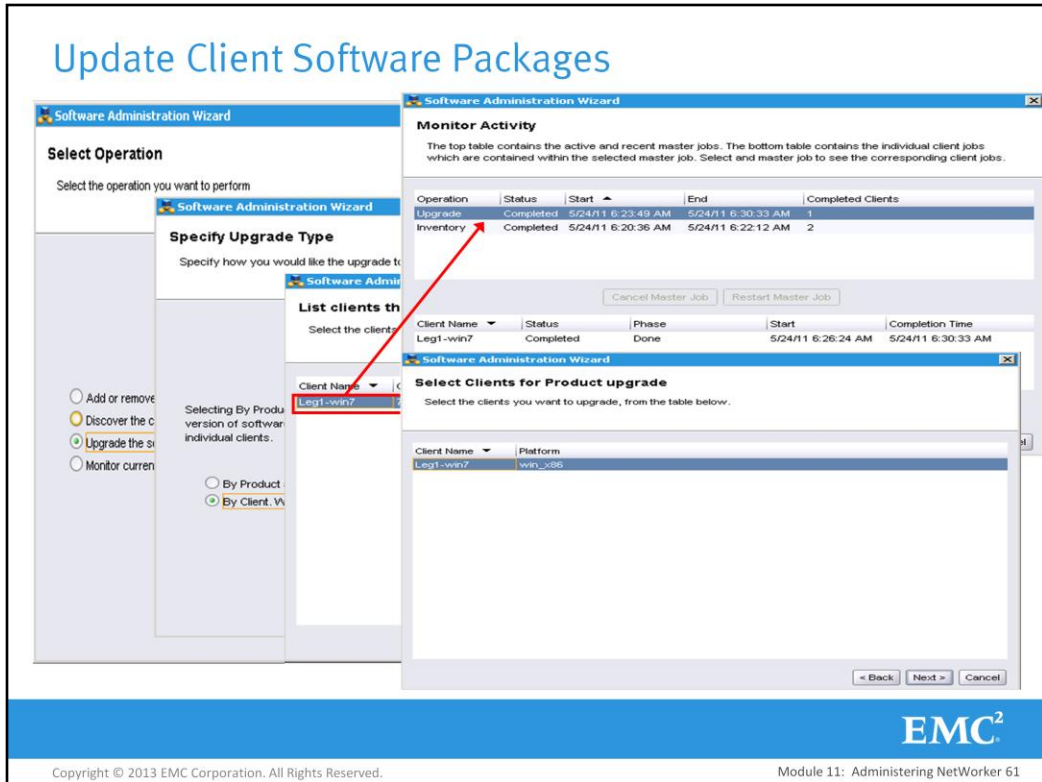 Update Client Software Packages
Software Administration Wizard
Select Operation
Select the operation you want to perform
Add or remove
Discover the c
Upgrade the s
Monitor curren
Software Administration Wizard
Specify Upgrade Type
Specify how you would like the upgrade to
Selecting By Produ
version of softwar
individual clients.
By Product
By Client. W
Software Admin
List clients th
Select the clients
Client Name
Leg1-win7
Software Administration Wizard
Monitor Activity
The top table contains the active and recent master jobs. The bottom table contains the individual client jobs
which are contained within the selected master job. Select and master job to see the corresponding client jobs.
Operation Status Start End Completed Clients
Upgrade Completed 5/24/11 6:23:49 AM 5/24/11 6:30:33 AM 1
Inventory Completed 5/24/11 6:20:36 AM 5/24/11 6:22:12 AM 2
Cancel Master Job Restart Master Job
Client Name Status Phase Start Completion Time
Leg1-win7 Completed Done 5/24/11 6:26:24 AM 5/24/11 6:30:33 AM
Software Administration Wizard
Select Clients for Product upgrade
Select the clients you want to upgrade, from the table below.
Client Name Platform
Leg1-win7 win_x86
< Back Next > Cancel
EMC²
Copyright © 2013 EMC Corporation. All Rights Reserved.
Module 11: Administering NetWorker 61